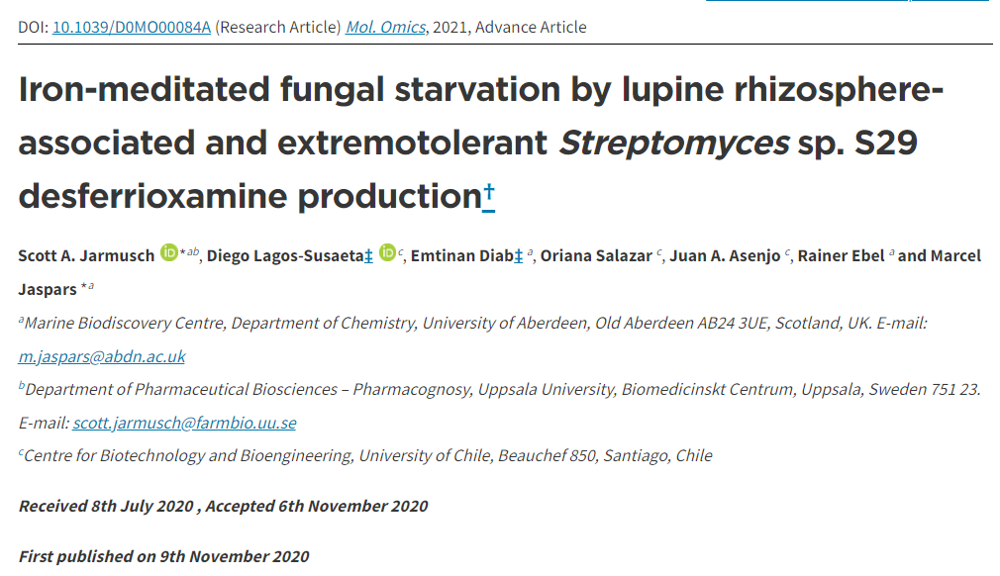 DOI: 10.1039/D0MO00084A (Research Article) Mol. Omics, 2021, Advance Article
Iron-meditated fungal starvation by lupine rhizosphere-
associated and extremotolerant Streptomyces sp. S29
desferrioxamine production†
Scott A. Jarmusch iD *ab, Diego Lagos-Susaeta‡ iD c, Emtinan Diab‡ a, Oriana Salazar c, Juan A. Asenjo c, Rainer Ebel a and Marcel
Jaspars *a
aMarine Biodiscovery Centre, Department of Chemistry, University of Aberdeen, Old Aberdeen AB24 3UE, Scotland, UK. E-mail:
m.jaspars@abdn.ac.uk
bDepartment of Pharmaceutical Biosciences – Pharmacognosy, Uppsala University, Biomedicinskt Centrum, Uppsala, Sweden 751 23.
E-mail: scott.jarmusch@farmbio.uu.se
cCentre for Biotechnology and Bioengineering, University of Chile, Beauchef 850, Santiago, Chile
Received 8th July 2020 , Accepted 6th November 2020
First published on 9th November 2020